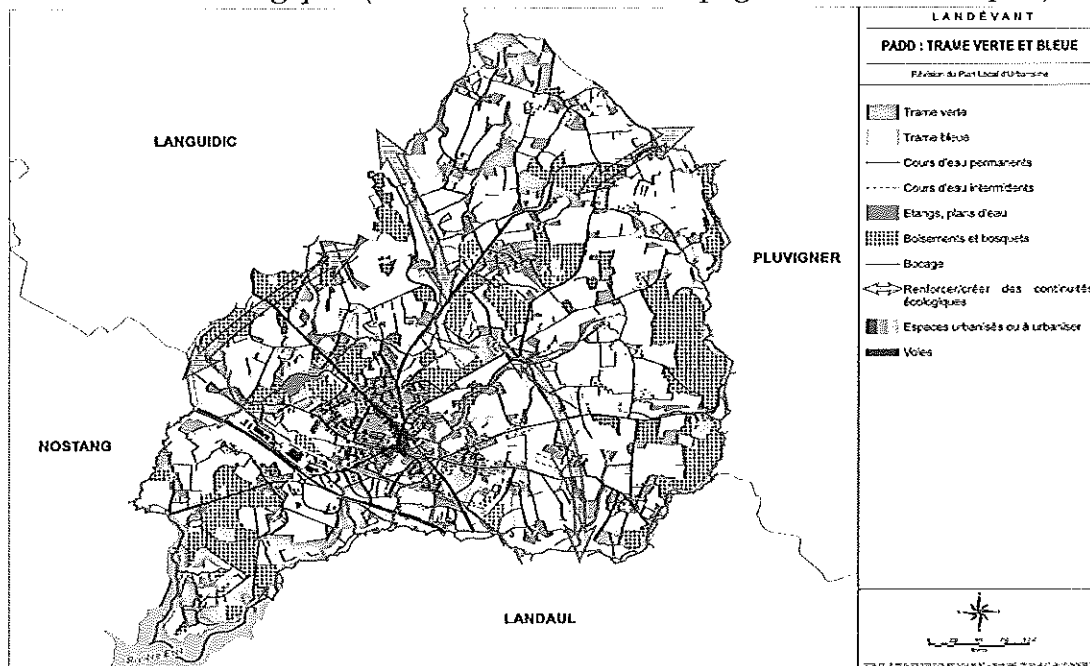 LANDÉVANT
PADD : TRAME VERTE ET BLEUE
Révision du Plan Local d'Urbanisme
Trame verte
Trame bleue
Cours d'eau permanents
Cours d'eau intermittents
Etangs, plans d'eau
Boisements et bosquets
Bocage
Renforcer/créer des continuités
écologiques
Espaces urbanisés ou à urbaniser
Voies
LANGUIDIC
PLUVIGNER
NOSTANG
LANDAUL